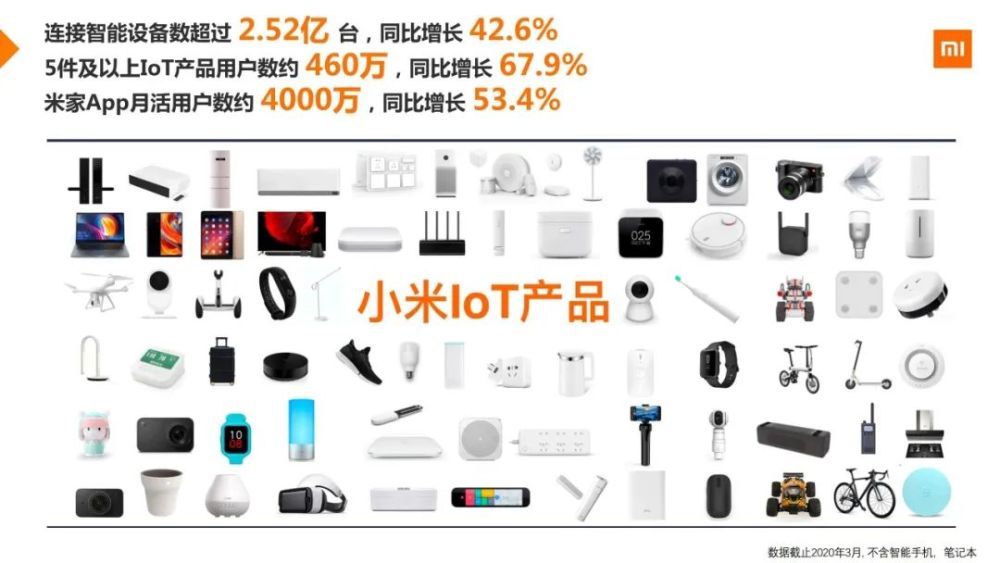 连接智能设备数超过 2.52亿 台，同比增长 42.6%
5件及以上IoT产品用户数约 460万，同比增长 67.9%
米家App月活用户数约 4000万，同比增长 53.4%
mi
025
小米IoT产品
10
08
数据截止2020年3月, 不含智能手机，笔记本